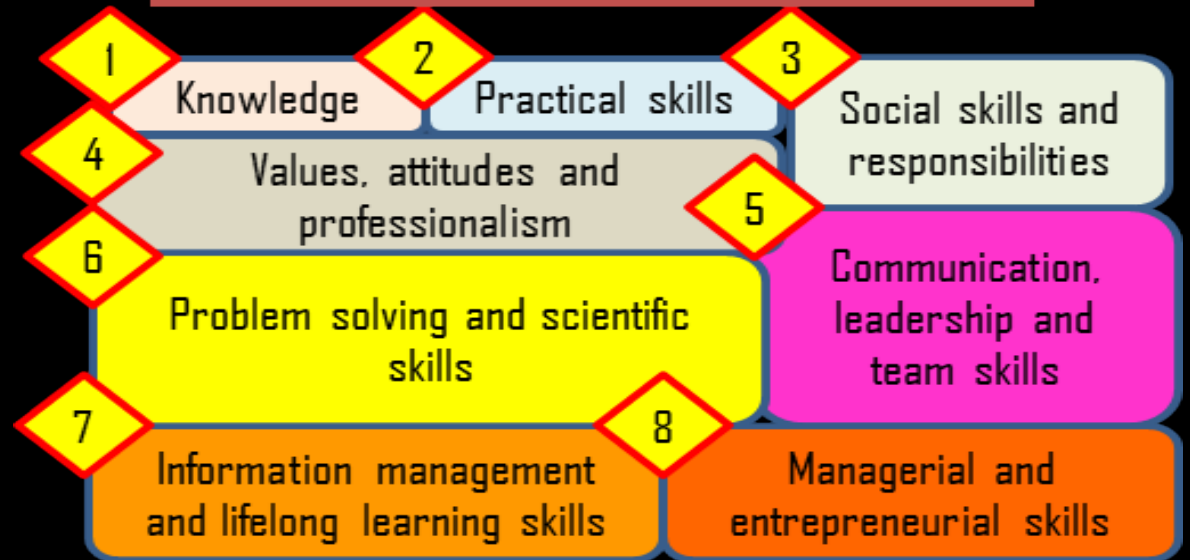 1
Knowledge
2
Practical skills
3
Social skills and
responsibilities
4
Values, attitudes and
professionalism
5
Communication,
leadership and
team skills
6
Problem solving and scientific
skills
7
Information management
and lifelong learning skills
8
Managerial and
entrepreneurial skills